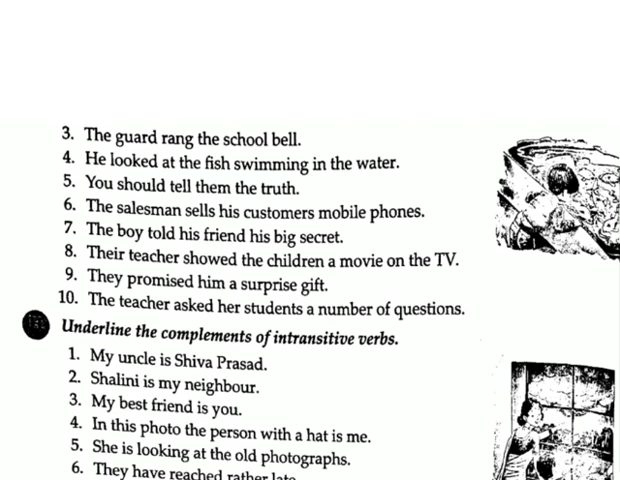 3. The guard rang the school bell.
4. He looked at the fish swimming in the water.
5. You should tell them the truth.
6. The salesman sells his customers mobile phones.
7. The boy told his friend his big secret.
8. Their teacher showed the children a movie on the TV.
9. They promised him a surprise gift.
10. The teacher asked her students a number of questions.
Underline the complements of intransitive verbs.
1. My uncle is Shiva Prasad.
2. Shalini is my neighbour.
3. My best friend is you.
4. In this photo the person with a hat is me.
5. She is looking at the old photographs.
6. They have reached rather late